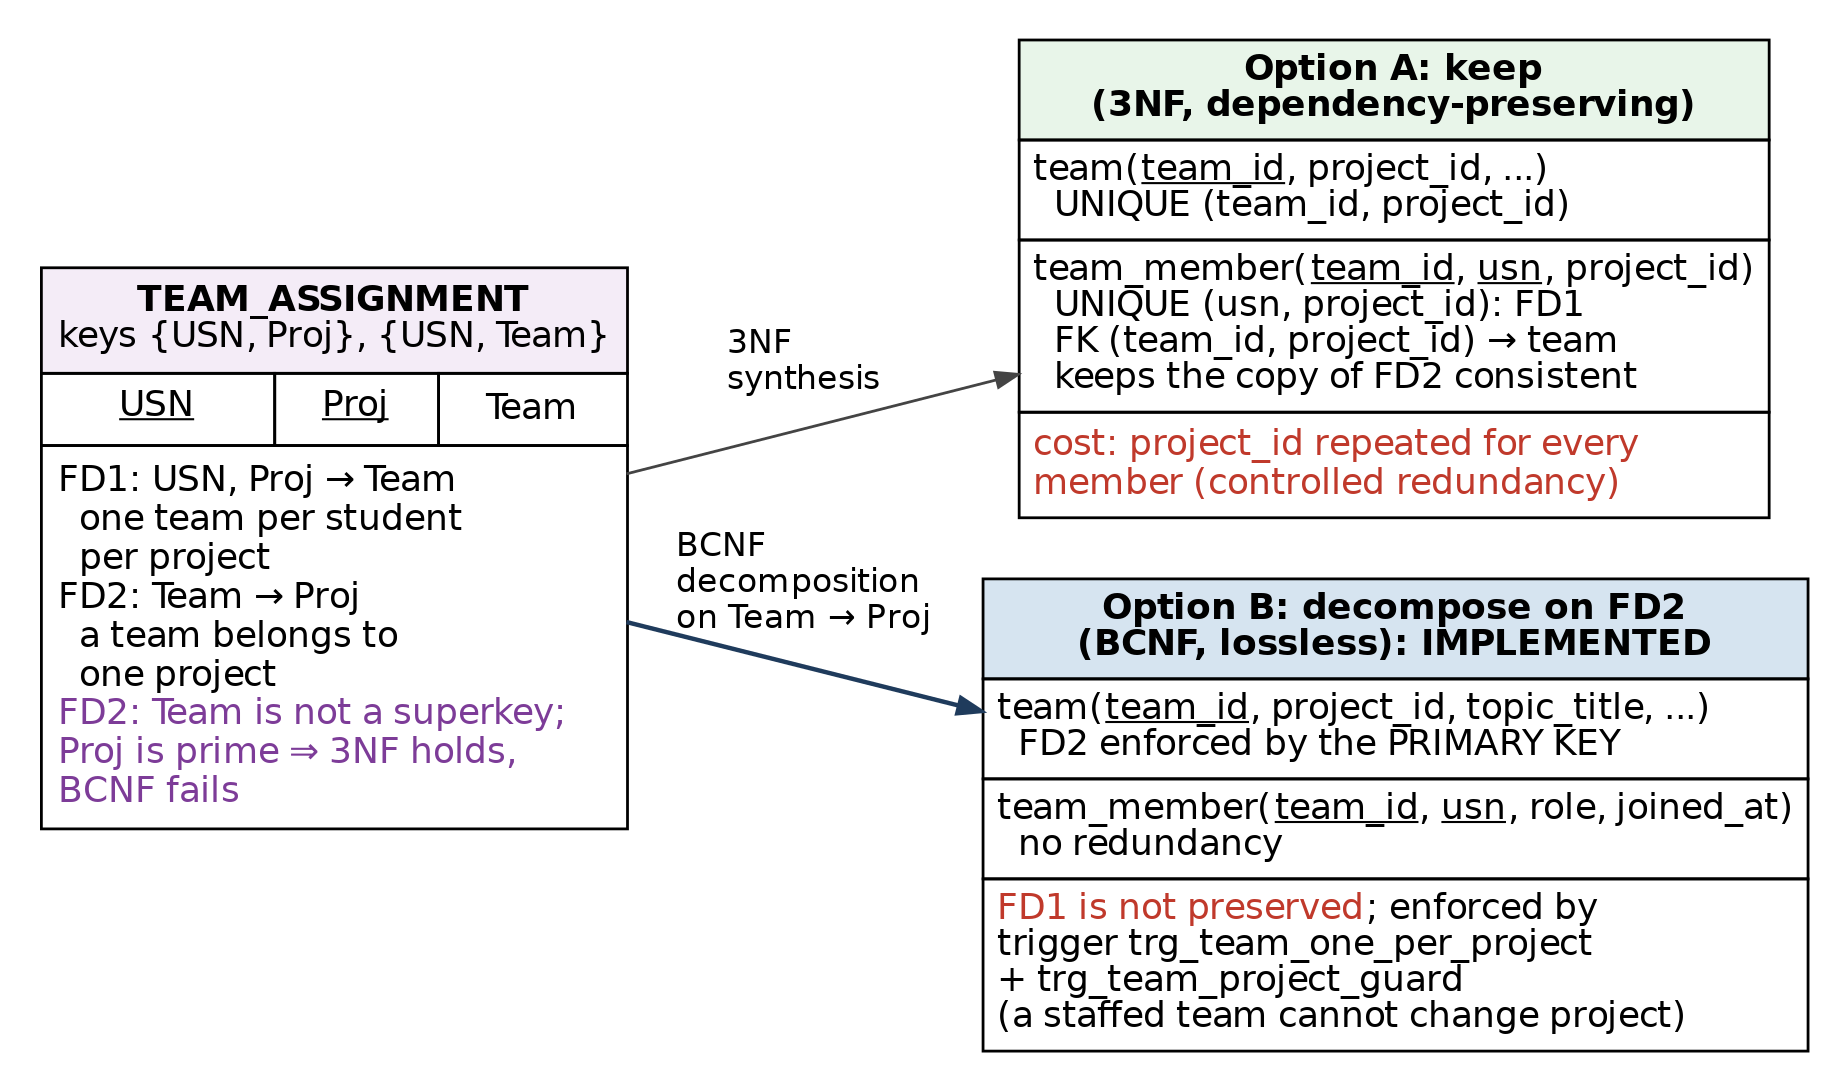 TEAM_ASSIGNMENT
keys {USN, Proj}, {USN, Team}
USN
Proj
Team
FD1: USN, Proj → Team
one team per student
per project
FD2: Team → Proj
a team belongs to
one project
FD2: Team is not a superkey;
Proj is prime ⇒ 3NF holds,
BCNF fails
3NF
synthesis
BCNF
decomposition
on Team → Proj
Option A: keep
(3NF, dependency-preserving)
team(team_id, project_id, ...)
UNIQUE (team_id, project_id)
team_member(team_id, usn, project_id)
UNIQUE (usn, project_id): FD1
FK (team_id, project_id) → team
keeps the copy of FD2 consistent
cost: project_id repeated for every
member (controlled redundancy)
Option B: decompose on FD2
(BCNF, lossless): IMPLEMENTED
team(team_id, project_id, topic_title, ...)
FD2 enforced by the PRIMARY KEY
team_member(team_id, usn, role, joined_at)
no redundancy
FD1 is not preserved; enforced by
trigger trg_team_one_per_project
+ trg_team_project_guard
(a staffed team cannot change project)